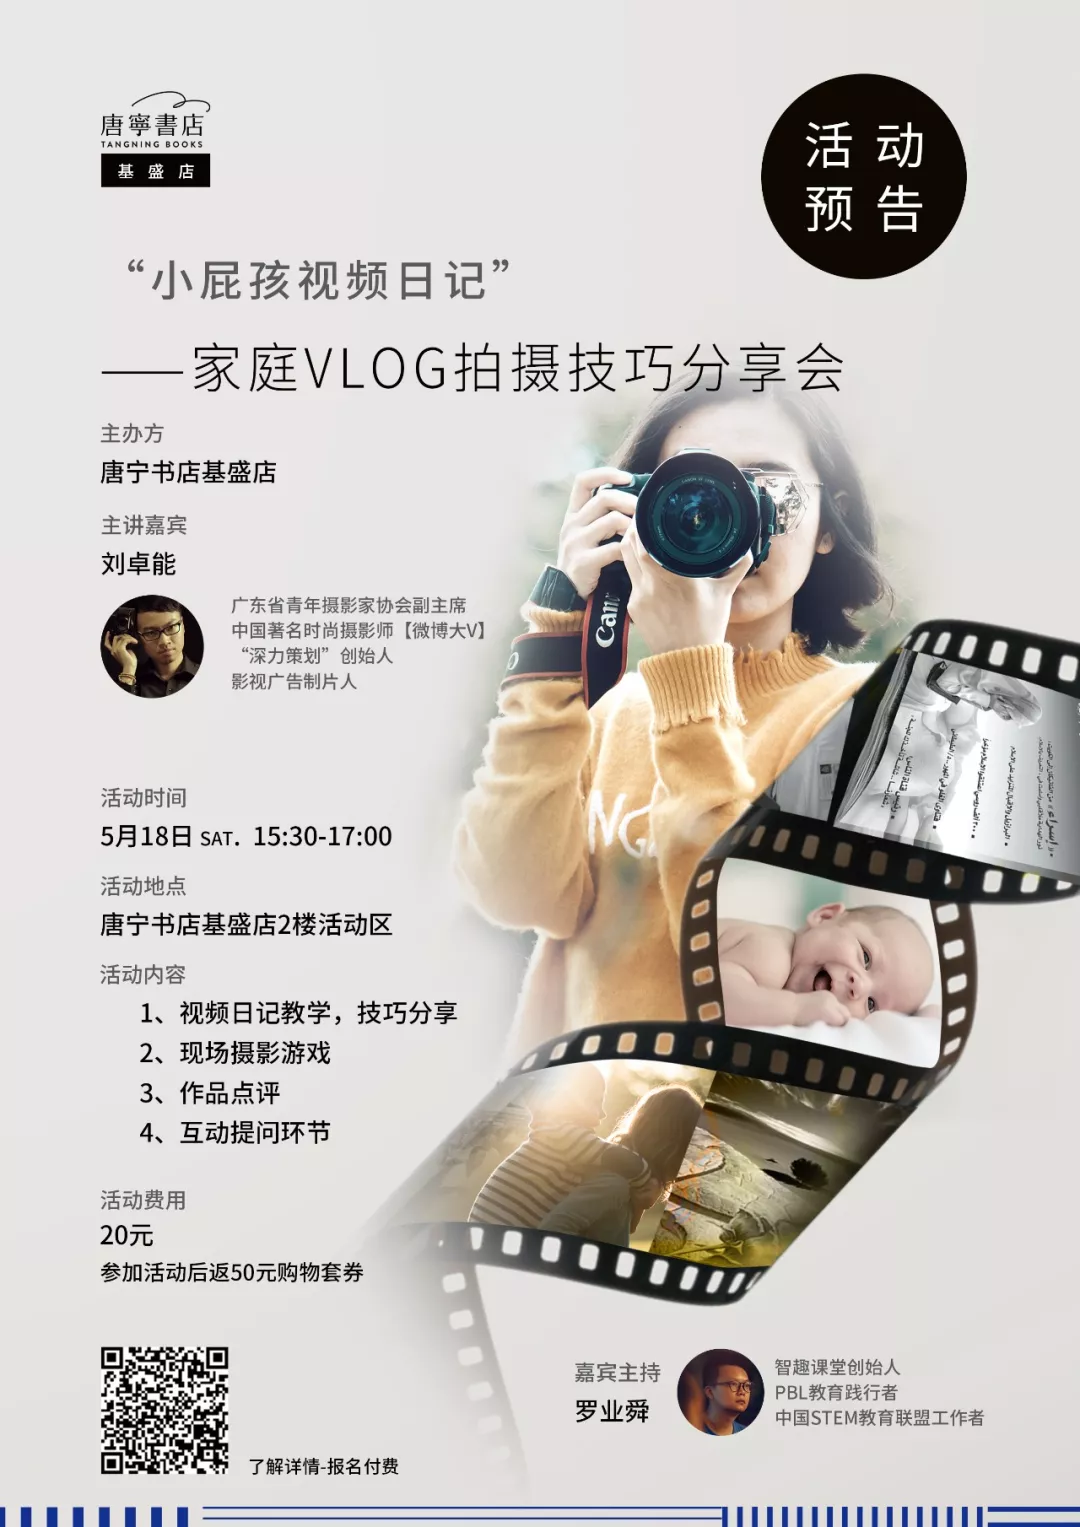 唐寧書店
TANGNING BOOKS
基盛店
活动
预告
“小屁孩视频日记”
——家庭VLOG拍摄技巧分享会
主办方
唐宁书店基盛店
主讲嘉宾
刘卓能
广东省青年摄影家协会副主席
中国著名时尚摄影师【微博大V】
“深力策划”创始人
影视广告制片人
活动时间
5月18日 SAT. 15:30-17:00
活动地点
唐宁书店基盛店2楼活动区
活动内容
1、视频日记教学，技巧分享
2、现场摄影游戏
3、作品点评
4、互动提问环节
活动费用
20元
参加活动后返50元购物套券
了解详情-报名付费
嘉宾主持
罗业舜
智趣课堂创始人
PBL教育践行者
中国STEM教育联盟工作者